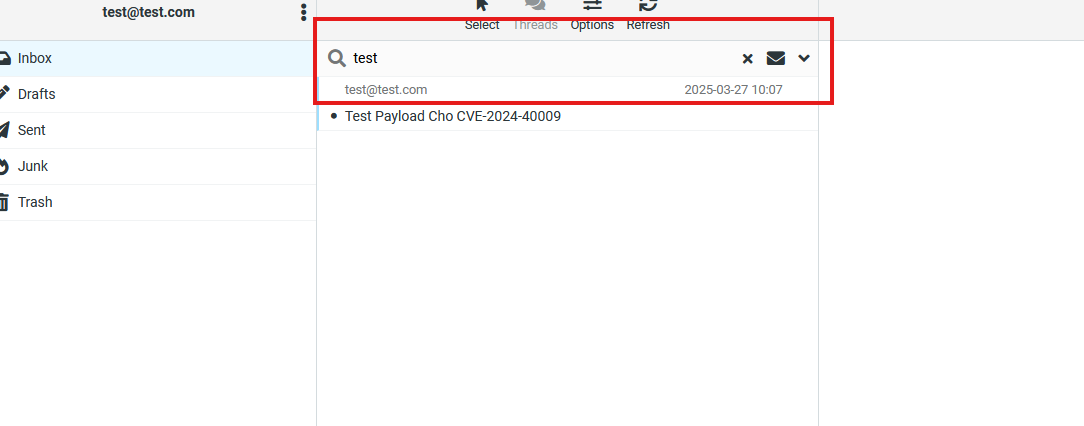 test@test.com
Select Threads Options Refresh
Inbox
Drafts
Sent
Junk
Trash
test
test@test.com 2025-03-27 10:07
Test Payload Cho CVE-2024-40009